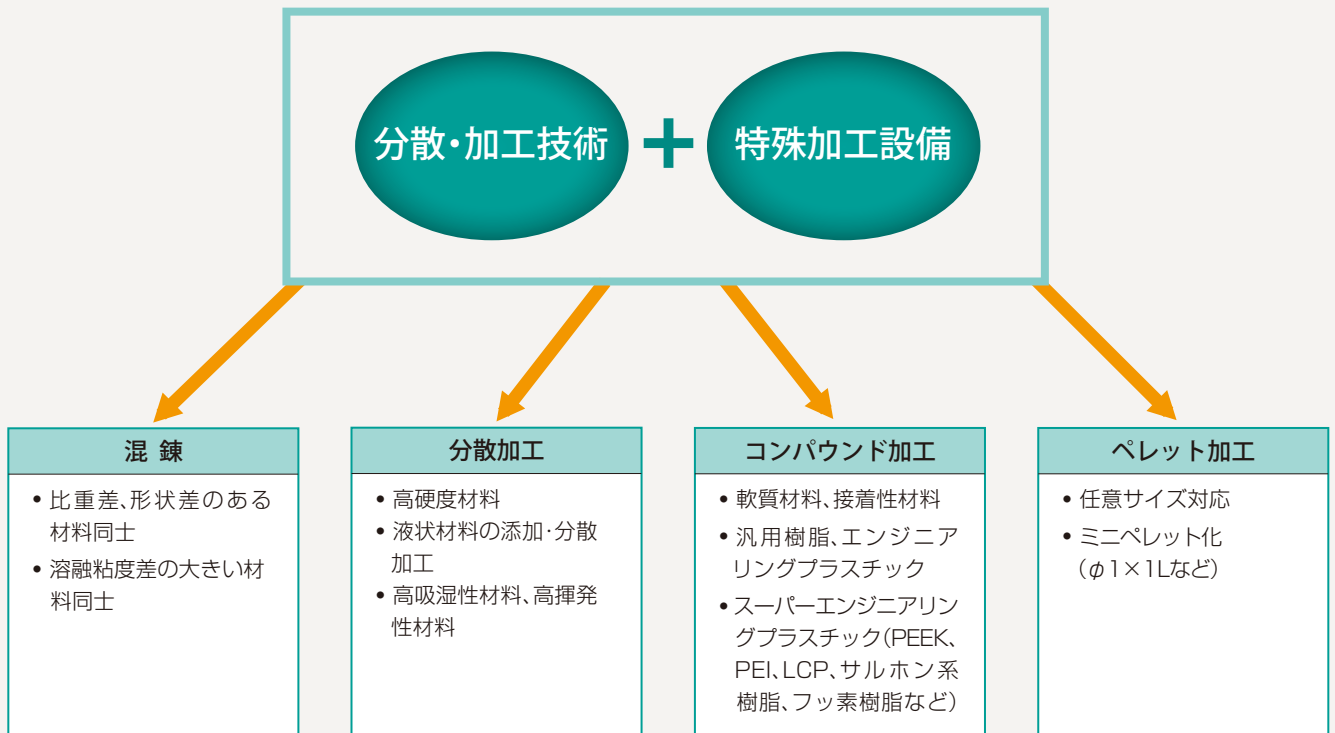 分散・加工技術
+
特殊加工設備
混 錬
• 比重差、形状差のある
材料同士
• 溶融粘度差の大きい材
料同士
分散加工
• 高硬度材料
• 液状材料の添加・分散
加工
• 高吸湿性材料、高揮発
性材料
コンパウンド加工
• 軟質材料、接着性材料
• 汎用樹脂、エンジニア
リングプラスチック
• スーパーエンジニアリン
グプラスチック(PEEK、
PEI、LCP、サルホン系
樹脂、フッ素樹脂など)
ペレット加工
• 任意サイズ対応
• ミニペレット化
(φ1×1Lなど)